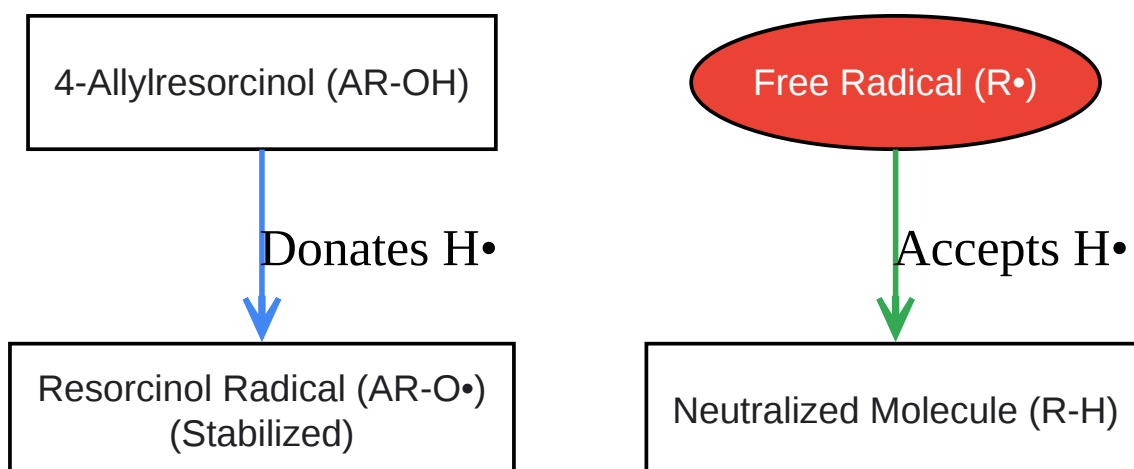 4-Allylresorcinol (AR-OH)
Free Radical (R•)
Donates H•
Accepts H•
Resorcinol Radical (AR-O•)
(Stabilized)
Neutralized Molecule (R-H)